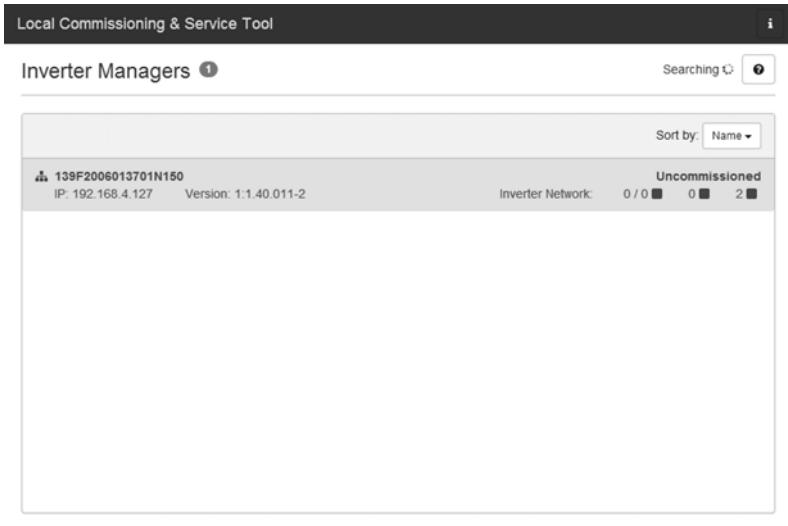 Local Commissioning & Service Tool i
Inverter Managers 1 Searching ?
Sort by: Name
139F2006013701N150 Uncommissioned
IP: 192.168.4.127 Version: 1:1.40.011-2 Inverter Network: 0 / 0 0 2